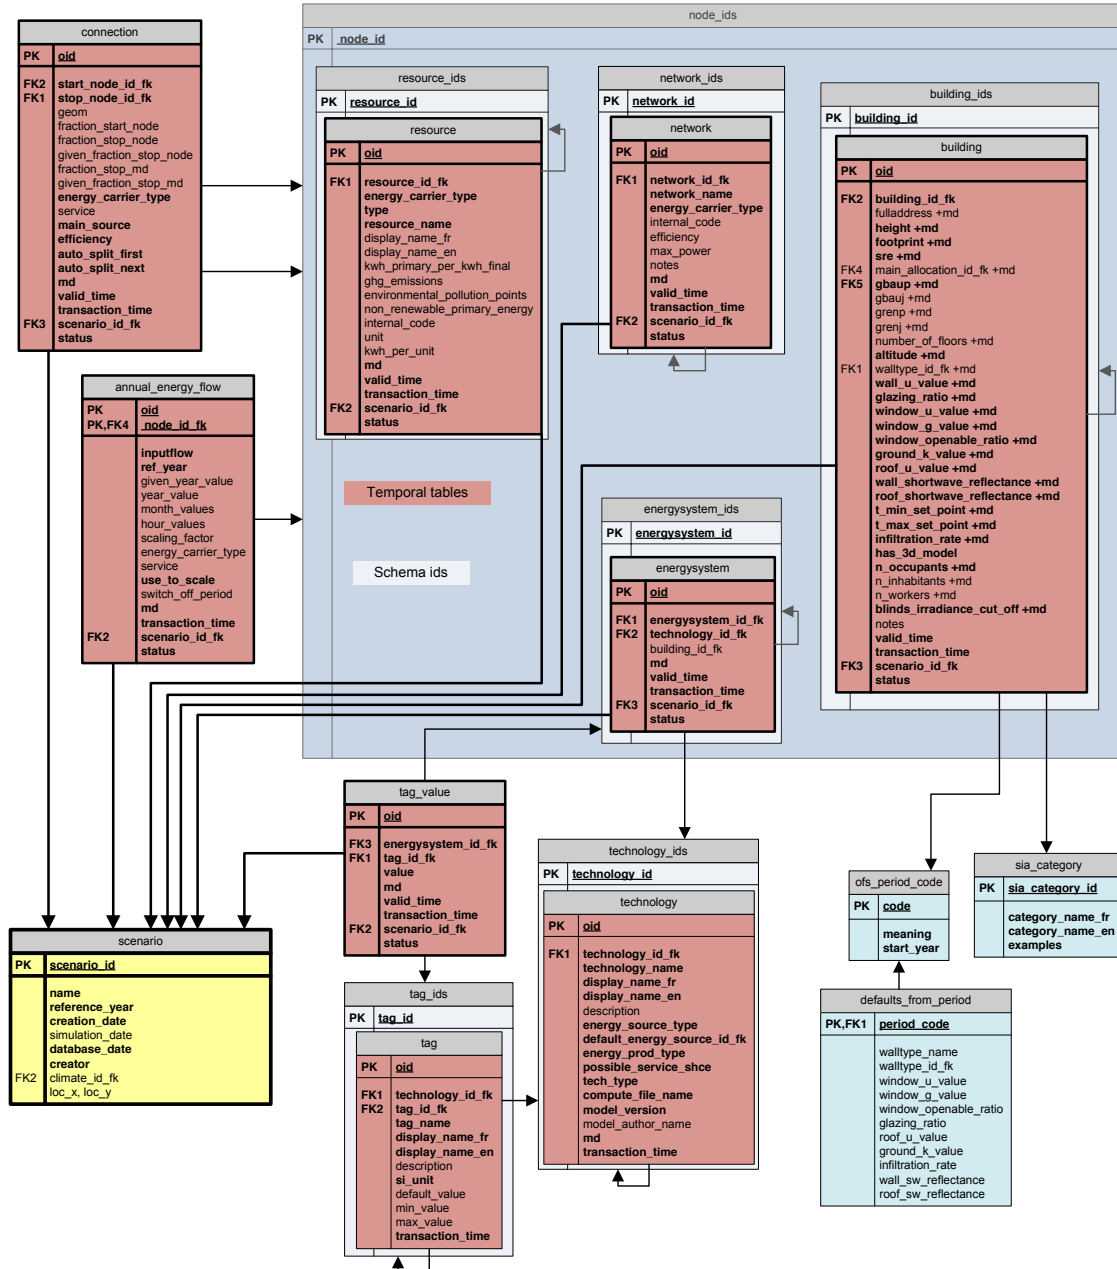 node_ids
PK node_id
connection
PK oid
FK2 start_node_id_fk
FK1 stop_node_id_fk
geom
fraction_start_node
fraction_stop_node
given_fraction_stop_node
fraction_stop_md
given_fraction_stop_md
energy_carrier_type
service
main_source
efficiency
auto_split_first
auto_split_next
md
valid_time
transaction_time
FK3 scenario_id_fk
status
resource_ids
PK resource_id
resource
PK oid
FK1 resource_id_fk
energy_carrier_type
type
resource_name
display_name_fr
display_name_en
kwh_primary_per_kwh_final
ghg_emissions
environmental_pollution_points
non_renewable_primary_energy
internal_code
unit
kwh_per_unit
md
valid_time
transaction_time
FK2 scenario_id_fk
status
network_ids
PK network_id
network
PK oid
FK1 network_id_fk
network_name
energy_carrier_type
internal_code
efficiency
max_power
notes
md
valid_time
transaction_time
FK2 scenario_id_fk
status
building_ids
PK building_id
building
PK oid
FK2 building_id_fk
fulladdress +md
height +md
footprint +md
sre +md
FK4 main_allocation_id_fk +md
FK5 gbaup +md
gbauj +md
grenp +md
grenj +md
number_of_floors +md
altitude +md
FK1 walltype_id_fk +md
wall_u_value +md
glazing_ratio +md
window_u_value +md
window_g_value +md
window_openable_ratio +md
ground_k_value +md
roof_u_value +md
wall_shortwave_reflectance +md
roof_shortwave_reflectance +md
t_min_set_point +md
t_max_set_point +md
infiltration_rate +md
has_3d_model
n_occupants +md
n_inhabitants +md
n_workers +md
blinds_irradiance_cut_off +md
notes
valid_time
transaction_time
FK3 scenario_id_fk
status
annual_energy_flow
PK oid
PK,FK4 node_id_fk
inputflow
ref_year
given_year_value
year_value
month_values
hour_values
scaling_factor
energy_carrier_type
service
use_to_scale
switch_off_period
md
transaction_time
FK2 scenario_id_fk
status
Temporal tables
Schema ids
energysystem_ids
PK energysystem_id
energysystem
PK oid
FK1 energysystem_id_fk
FK2 technology_id_fk
building_id_fk
md
valid_time
transaction_time
FK3 scenario_id_fk
status
tag_value
PK oid
FK3 energysystem_id_fk
FK1 tag_id_fk
value
md
valid_time
transaction_time
FK2 scenario_id_fk
status
technology_ids
PK technology_id
technology
PK oid
FK1 technology_id_fk
technology_name
display_name_fr
display_name_en
description
energy_source_type
default_energy_source_id_fk
energy_prod_type
possible_service_shce
tech_type
compute_file_name
model_version
model_author_name
md
transaction_time
ofs_period_code
PK code
meaning
start_year
sia_category
PK sia_category_id
category_name_fr
category_name_en
examples
scenario
PK scenario_id
name
reference_year
creation_date
simulation_date
database_date
creator
FK2 climate_id_fk
loc_x, loc_y
tag_ids
PK tag_id
tag
PK oid
FK1 technology_id_fk
FK2 tag_id_fk
tag_name
display_name_fr
display_name_en
description
si_unit
default_value
min_value
max_value
transaction_time
defaults_from_period
PK,FK1 period_code
walltype_name
walltype_id_fk
window_u_value
window_g_value
window_openable_ratio
glazing_ratio
roof_u_value
ground_k_value
infiltration_rate
wall_sw_reflectance
roof_sw_reflectance